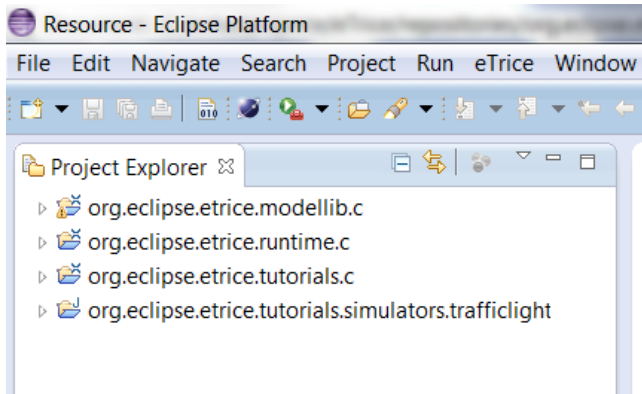 Resource - Eclipse Platform
File Edit Navigate Search Project Run eTrice Window
010
Project Explorer
org.eclipse.etrice.modellib.c
org.eclipse.etrice.runtime.c
org.eclipse.etrice.tutorials.c
org.eclipse.etrice.tutorials.simulators.trafficlight